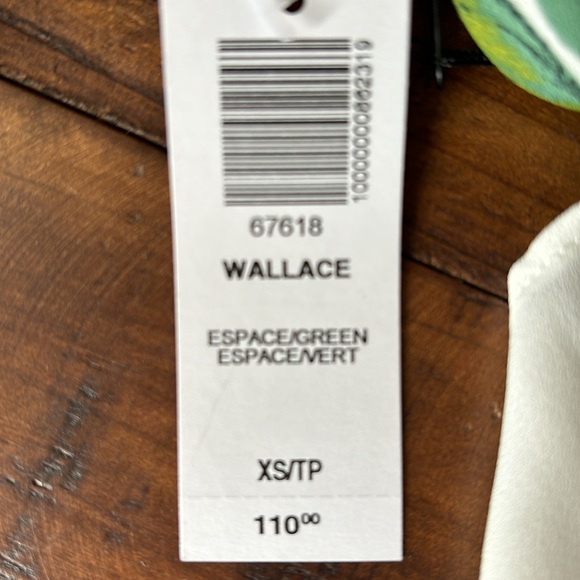 1000000862319
67618
WALLACE
ESPACE/GREEN
ESPACE/VERT
XS/TP
110⁰⁰